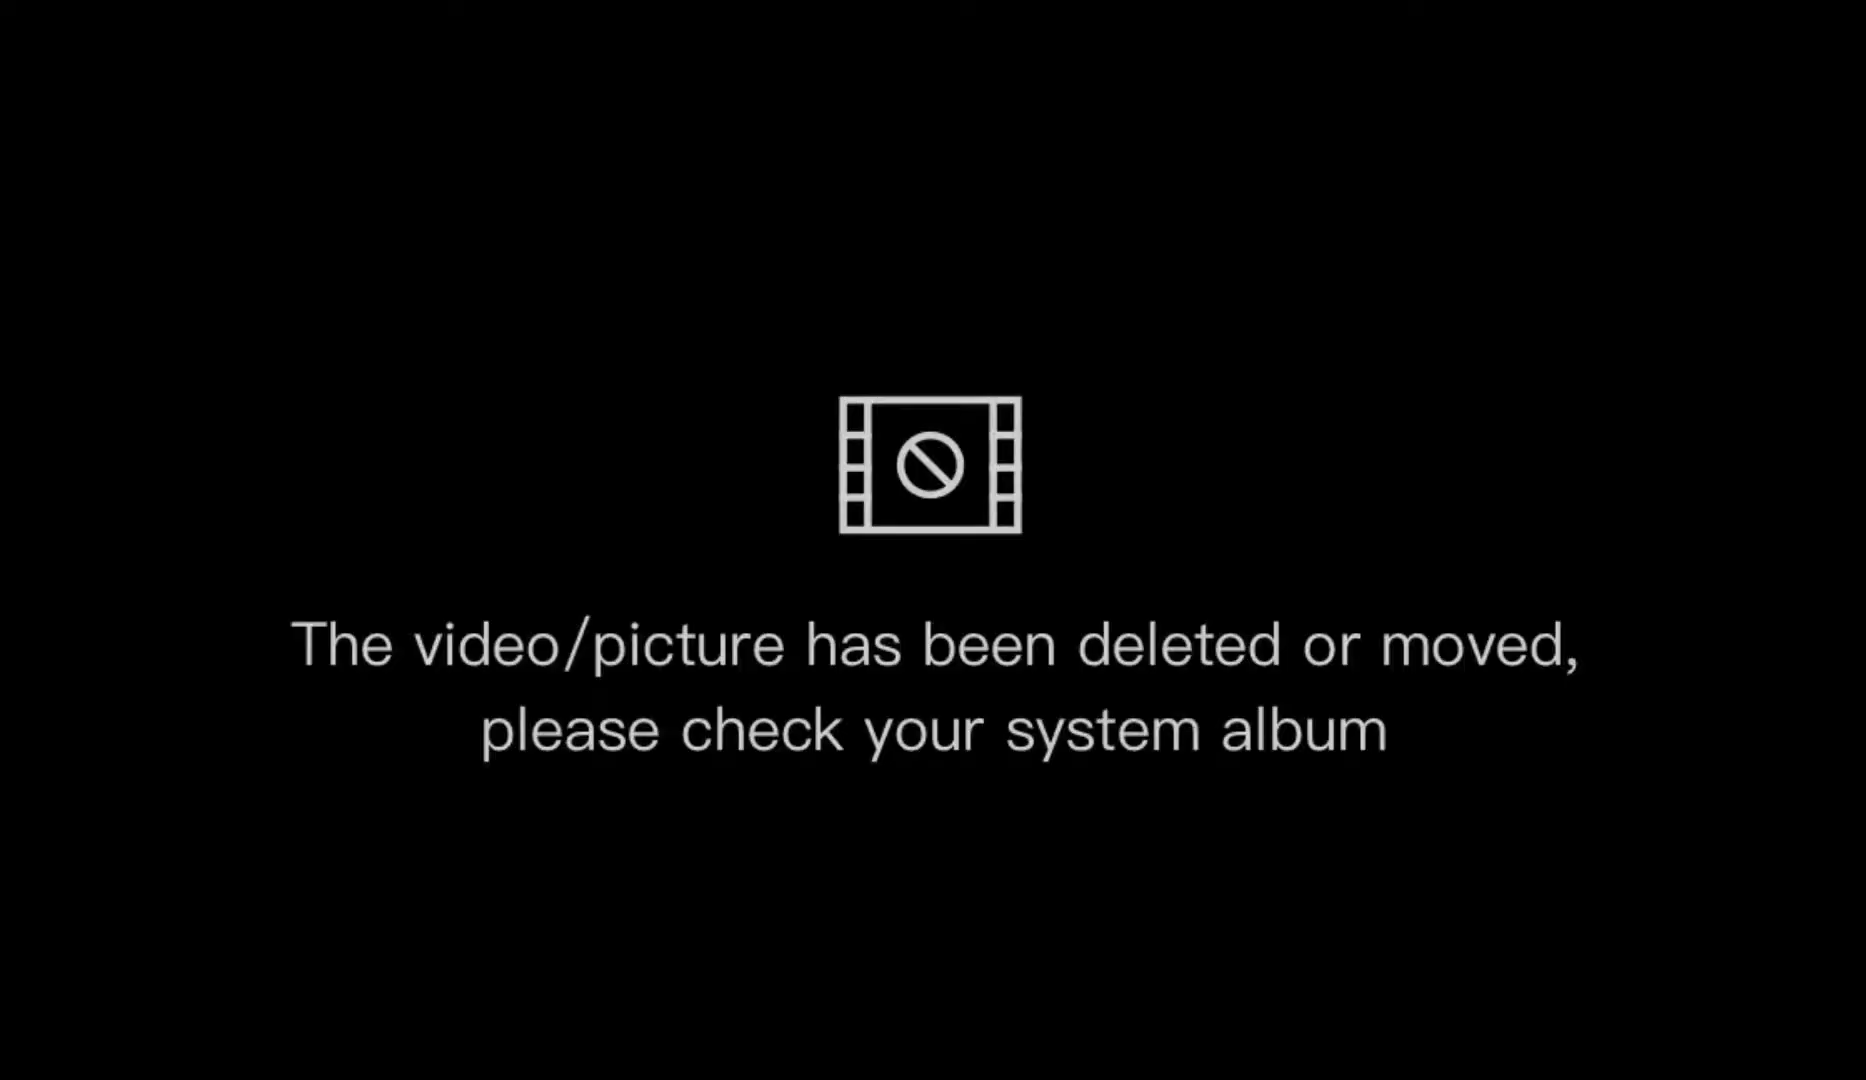 The video/picture has been deleted or moved,
please check your system album